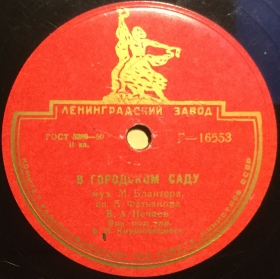 ЛЕНИНГРАДСКИЙ ЗАВОД
ГОСТ 5289-50
II кл.
Г-16553
В ГОРОДСКОМ САДУ
муз. М. Блантера,
сл. А. Фатьянова
В. А. Нечаев